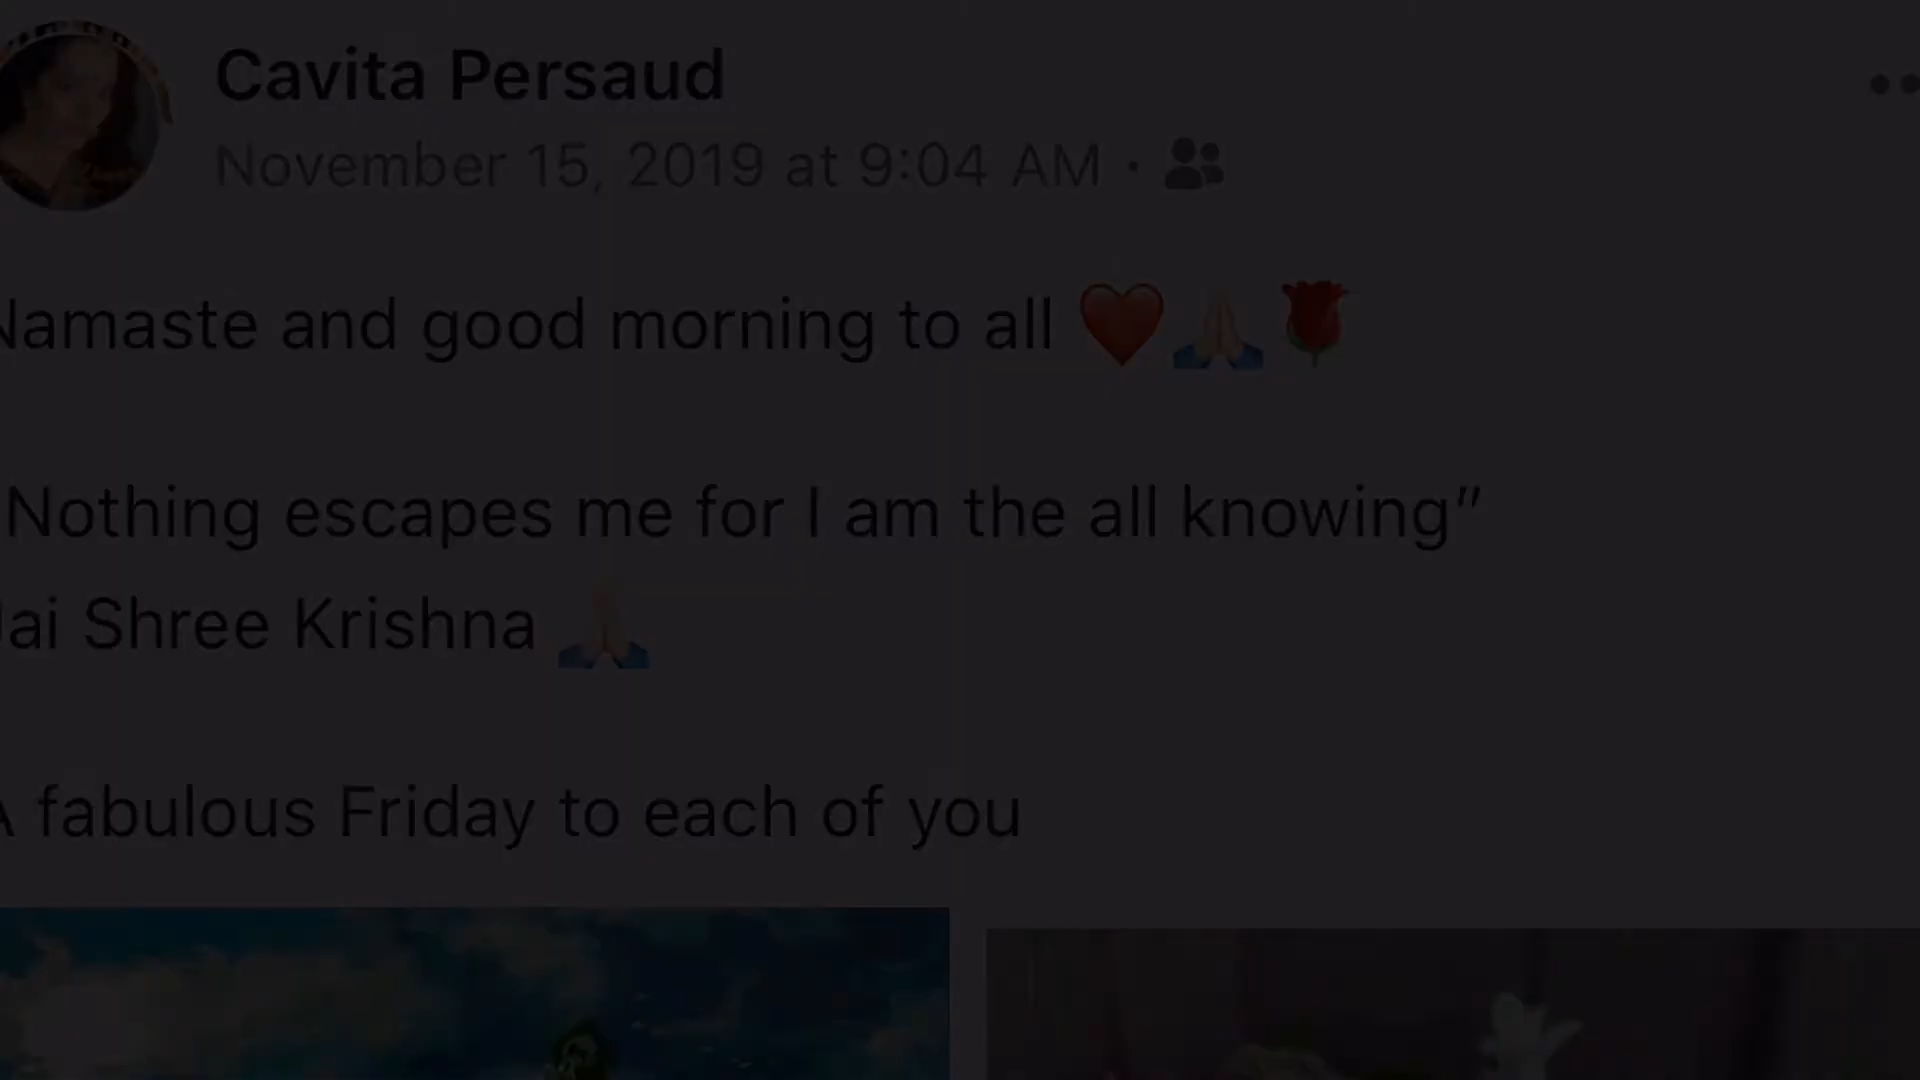 Cavita Persaud
November 15, 2019 at 9:04 AM ·
Namaste and good morning to all ❤️🙏🏻🌹
Nothing escapes me for I am the all knowing"
Jai Shree Krishna 🙏🏻
A fabulous Friday to each of you